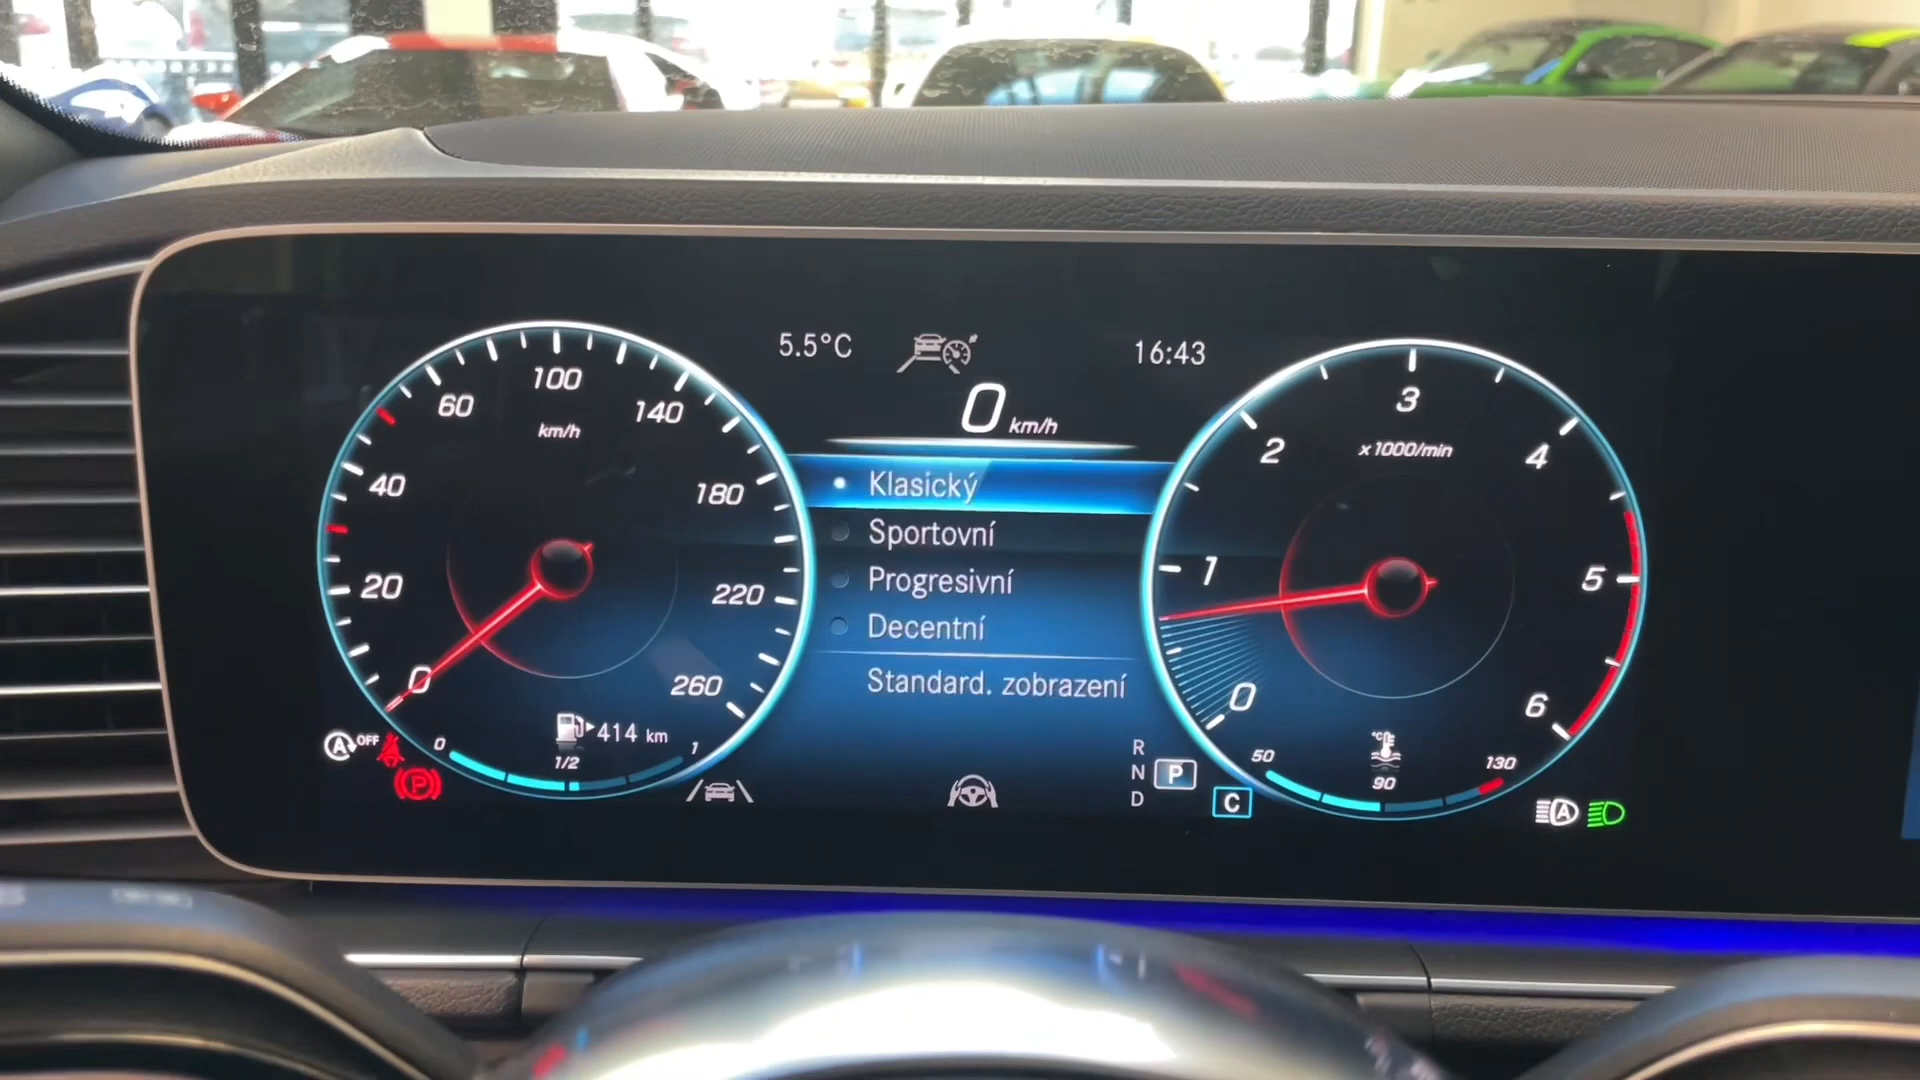 5.5°C
16:43
0 km/h
100
60
140
km/h
40
180
20
220
0
260
Klasický
Sportovní
Progresivní
Decentní
Standard. zobrazení
3
2
4
x1000/min
1
5
0
6
A OFF
P
0
414 km
1
1/2
R
N P
D
C
50
°C
130
90
A